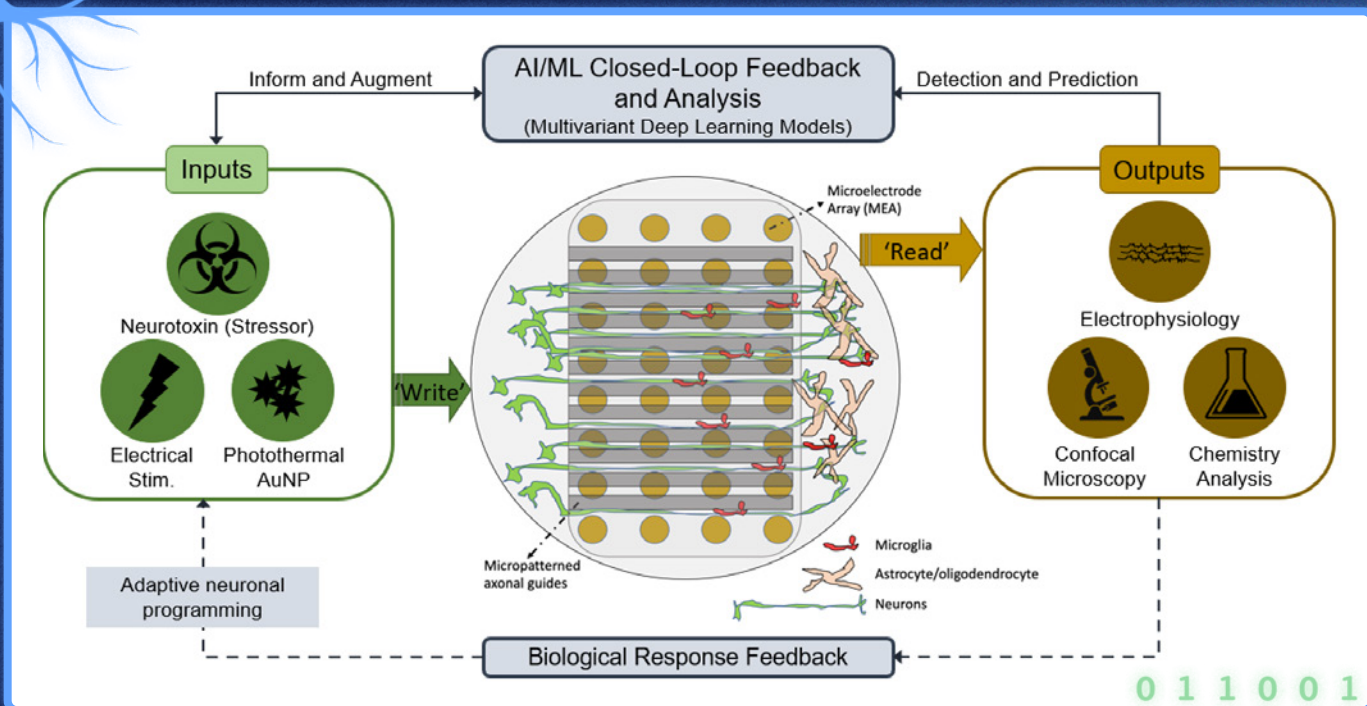 AI/ML Closed-Loop Feedback
and Analysis
(Multivariant Deep Learning Models)
Inform and Augment
Detection and Prediction
Inputs
Neurotoxin (Stressor)
Electrical
Stim.
Photothermal
AuNP
'Write'
Microelectrode
Array (MEA)
Micropatterned
axonal guides
Microglia
Astrocyte/oligodendrocyte
Neurons
'Read'
Outputs
Electrophysiology
Confocal
Microscopy
Chemistry
Analysis
Adaptive neuronal
programming
Biological Response Feedback
0 1 1 0 0 1